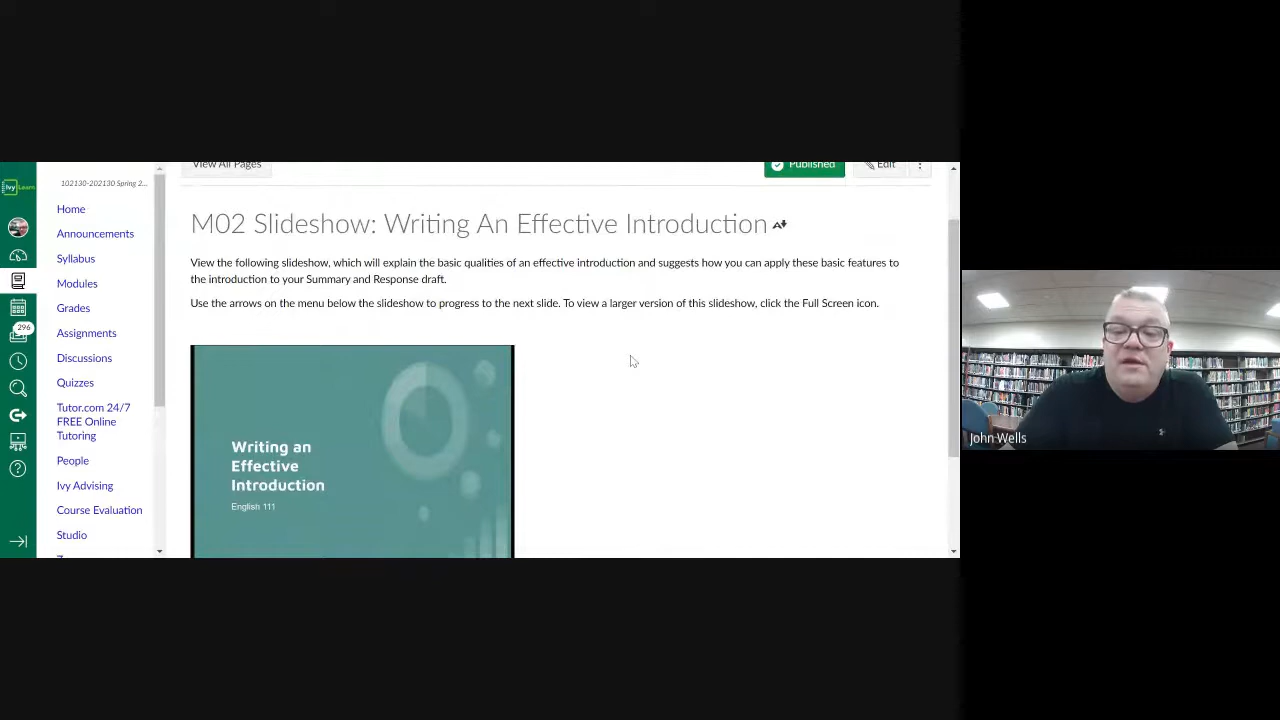 View All Pages
Published
Edit
Ivy Learn
102130-202130 Spring 2...
Home
Announcements
Syllabus
Modules
Grades
296
Assignments
Discussions
Quizzes
Tutor.com 24/7
FREE Online
Tutoring
People
Ivy Advising
Course Evaluation
Studio
M02 Slideshow: Writing An Effective Introduction
View the following slideshow, which will explain the basic qualities of an effective introduction and suggests how you can apply these basic features to
the introduction to your Summary and Response draft.
Use the arrows on the menu below the slideshow to progress to the next slide. To view a larger version of this slideshow, click the Full Screen icon.
Writing an
Effective
Introduction
English 111
John Wells